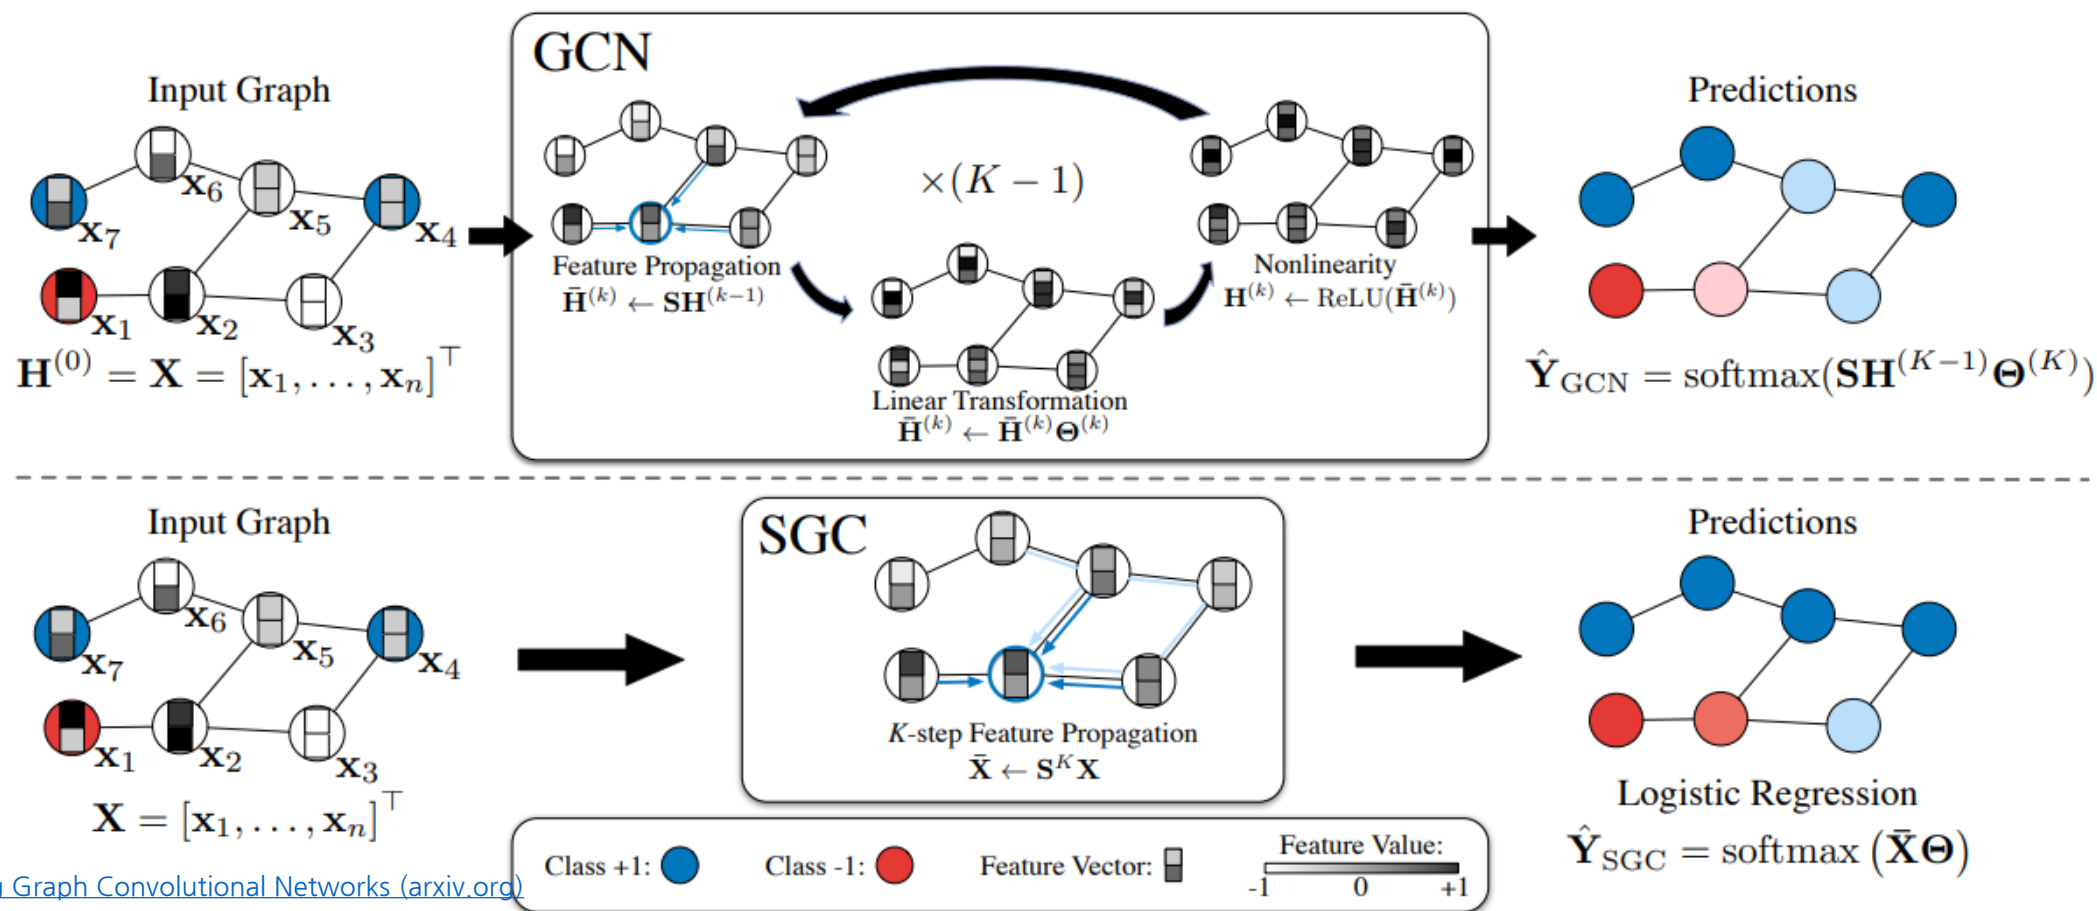 GCN
Input Graph
x₆
x₅
x₇
x₄
x₁
x₂
x₃
H⁽⁰⁾ = X = [x₁, . . . , xₙ]⊤
×(K − 1)
Feature Propagation
H̄⁽ᵏ⁾ ← SH⁽ᵏ⁻¹⁾
Linear Transformation
H̄⁽ᵏ⁾ ← H̄⁽ᵏ⁾Θ⁽ᵏ⁾
Nonlinearity
H⁽ᵏ⁾ ← ReLU(H̄⁽ᵏ⁾)
Predictions
Ŷ_GCN = softmax(SH⁽ᴷ⁻¹⁾Θ⁽ᴷ⁾)
Input Graph
x₆
x₅
x₇
x₄
x₁
x₂
x₃
X = [x₁, . . . , xₙ]⊤
SGC
K-step Feature Propagation
X̄ ← SᴷX
Predictions
Logistic Regression
Ŷ_SGC = softmax (X̄Θ)
Class +1:
Class -1:
Feature Vector:
Feature Value:
-1 0 +1
Graph Convolutional Networks (arxiv.org)